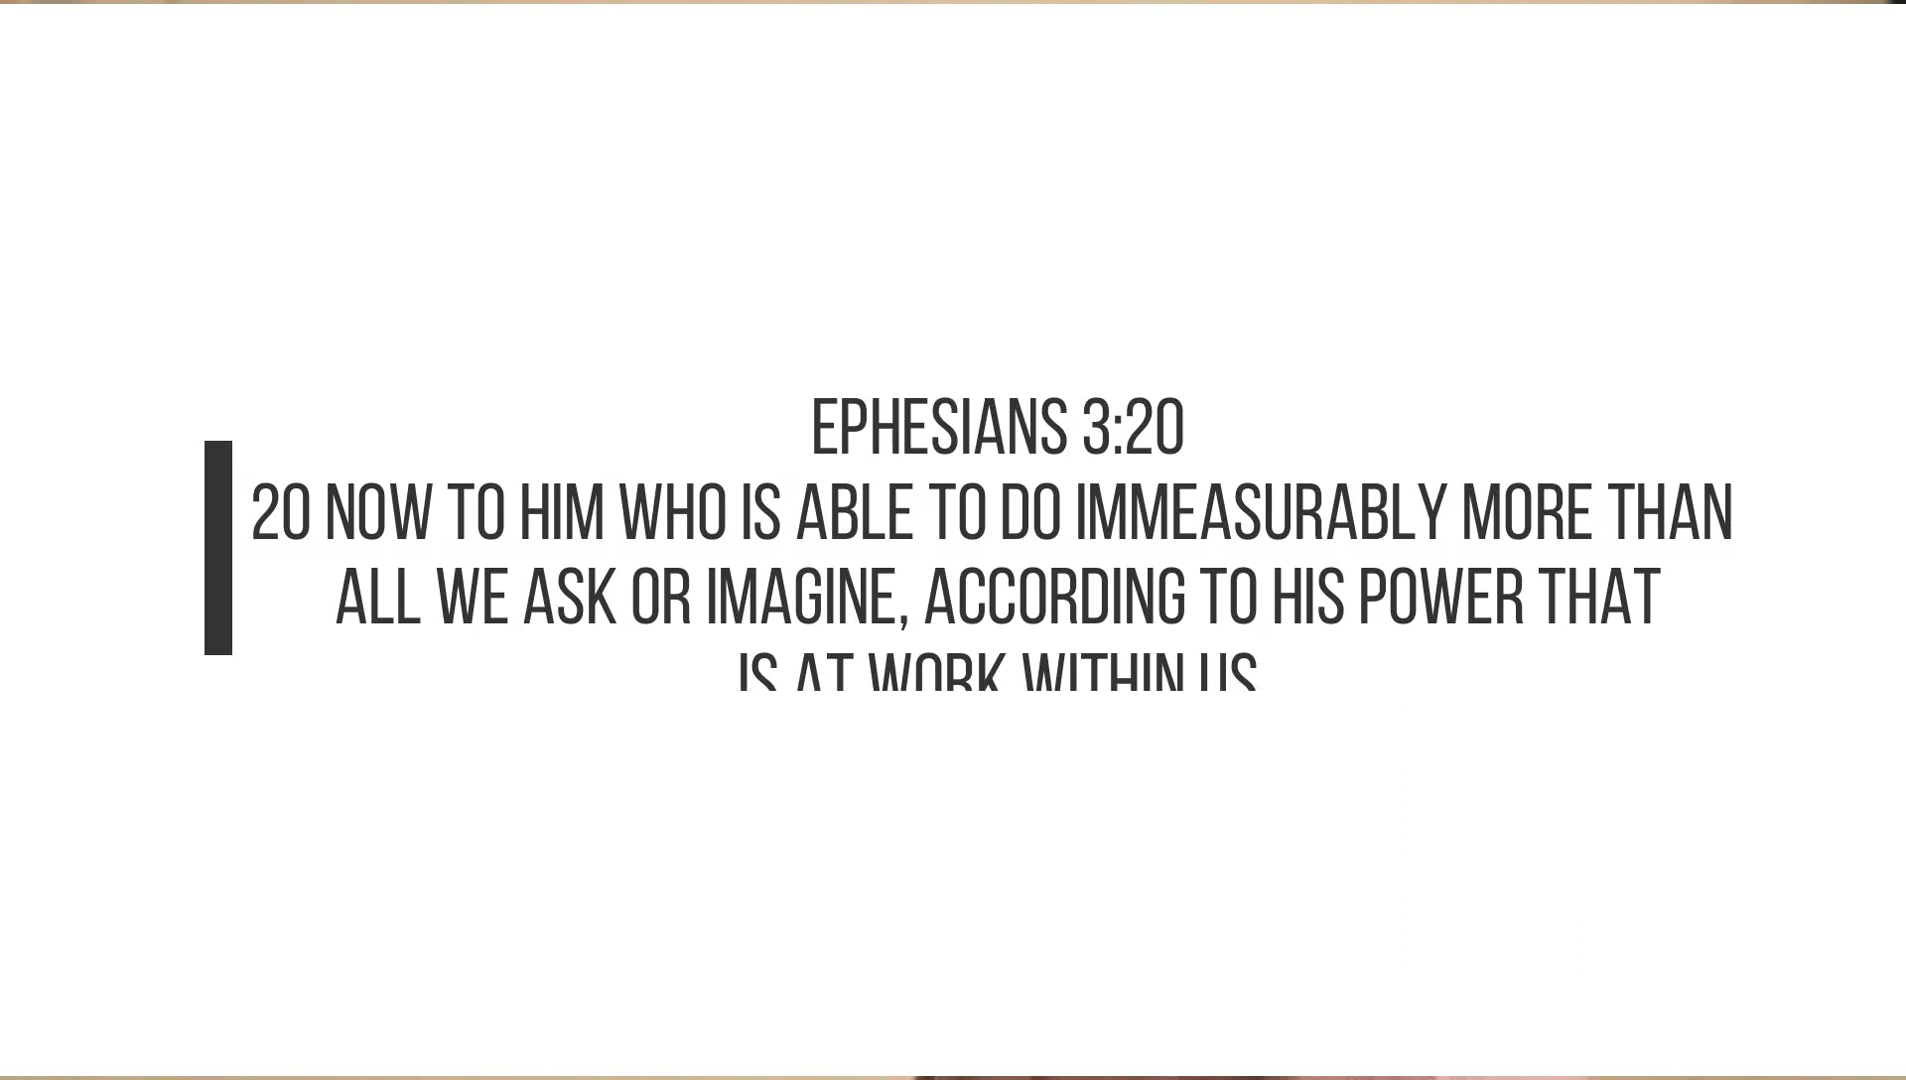 EPHESIANS 3:20
20 NOW TO HIM WHO IS ABLE TO DO IMMEASURABLY MORE THAN
ALL WE ASK OR IMAGINE, ACCORDING TO HIS POWER THAT
IS AT WORK WITHIN US